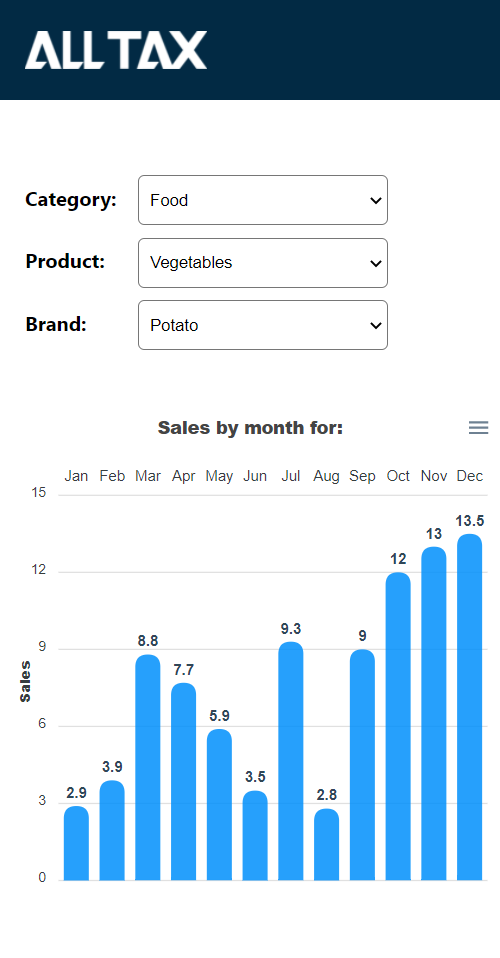 ALL TAX
Category: Food
Product: Vegetables
Brand: Potato
Sales by month for:
Jan Feb Mar Apr May Jun Jul Aug Sep Oct Nov Dec
15
12
9
6
3
0
Sales
2.9 3.9 8.8 7.7 5.9 3.5 9.3 2.8 9 12 13 13.5